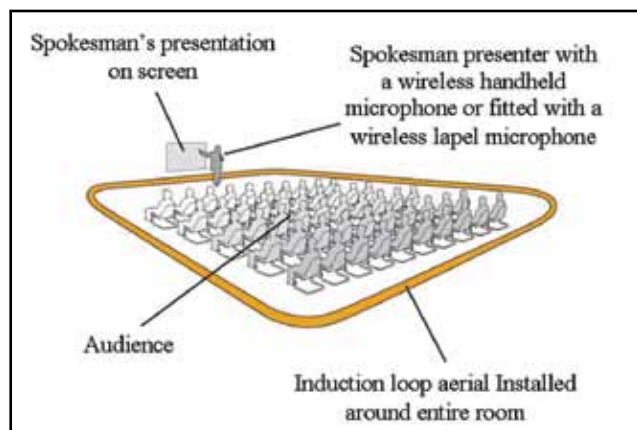 Spokesman's presentation
on screen
Spokesman presenter with
a wireless handheld
microphone or fitted with a
wireless lapel microphone
Audience
Induction loop aerial Installed
around entire room